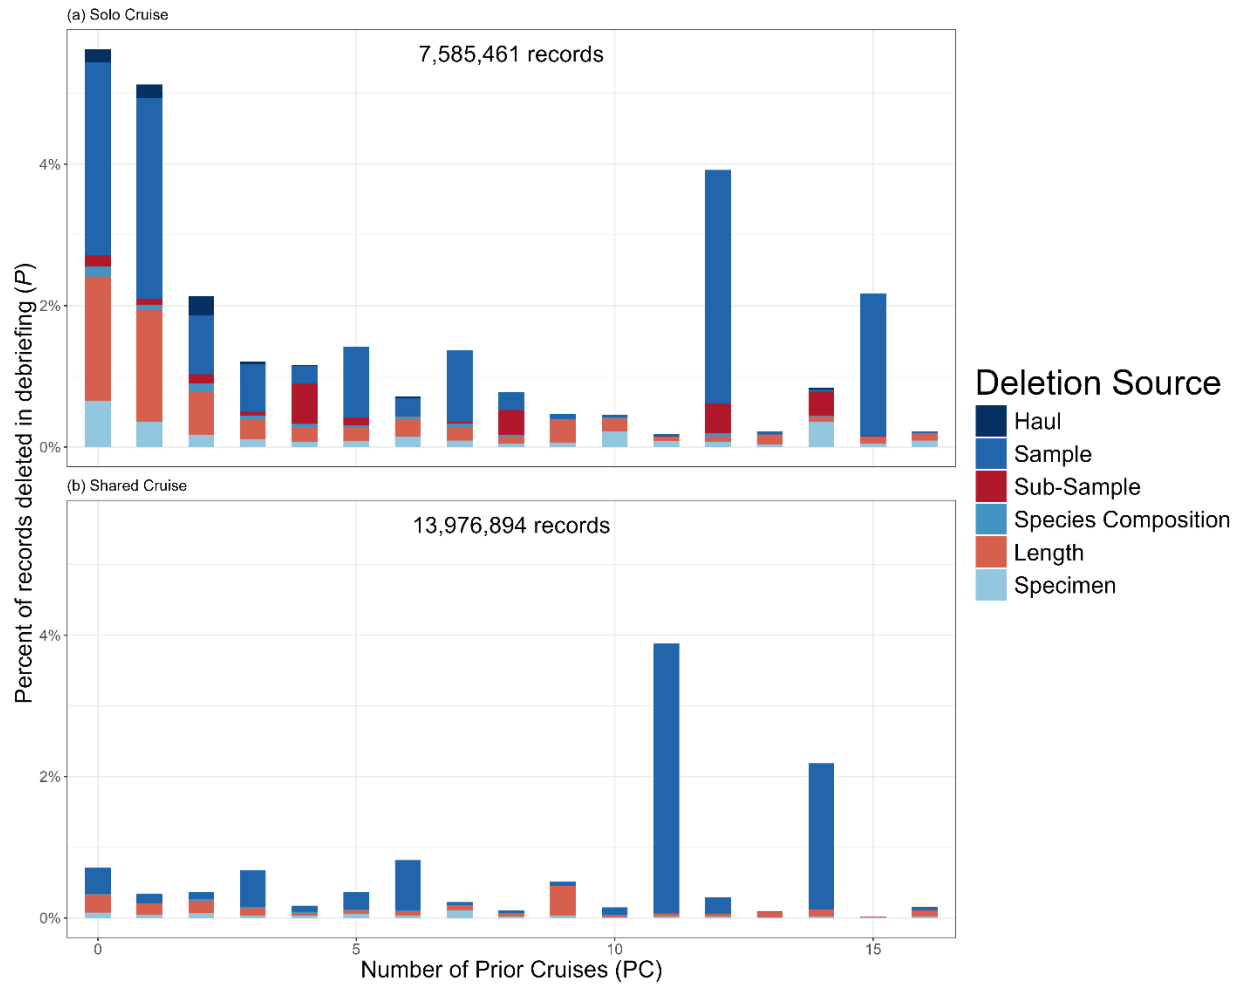 (a) Solo Cruise
7,585,461 records
4%
2%
0%
(b) Shared Cruise
13,976,894 records
4%
2%
0%
0
5
10
15
Number of Prior Cruises (PC)
Percent of records deleted in debriefing (P)
Deletion Source
Haul
Sample
Sub-Sample
Species Composition
Length
Specimen